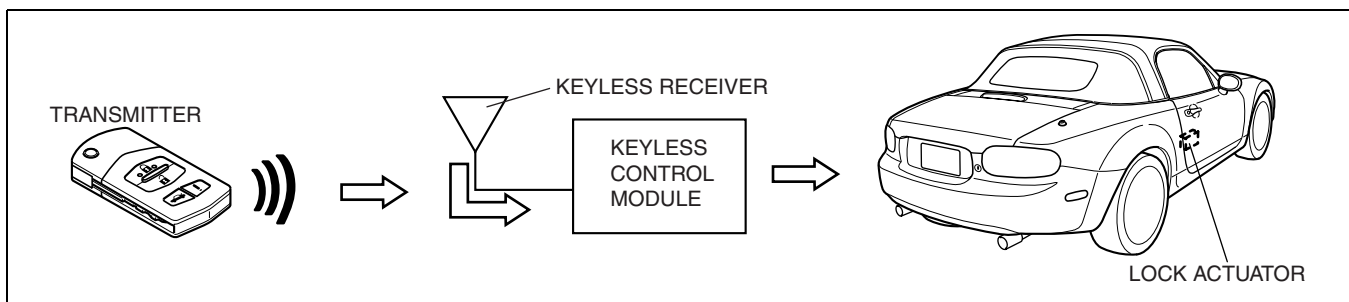 TRANSMITTER
KEYLESS RECEIVER
KEYLESS
CONTROL
MODULE
LOCK ACTUATOR